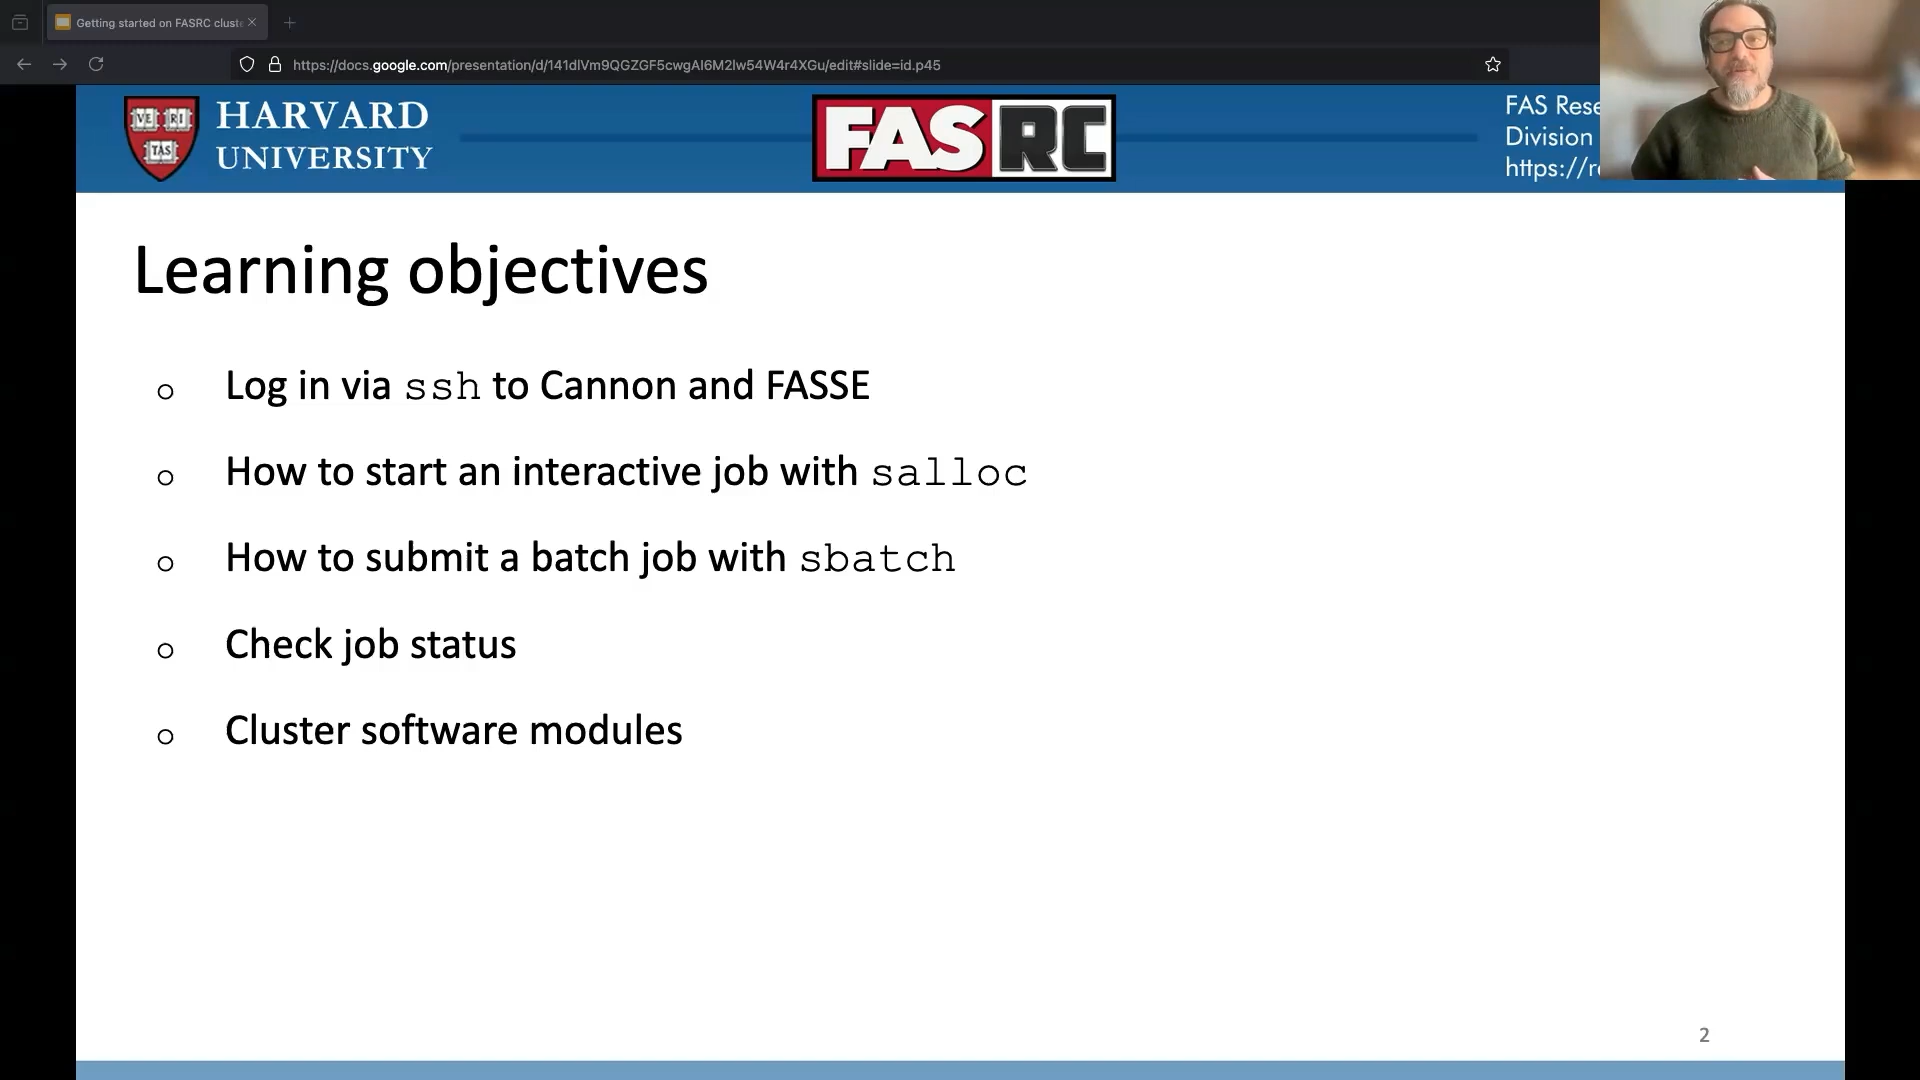 Getting started on FASRC clust
https://docs.google.com/presentation/d/141dlVm9QGZGF5cwgAI6M2lw54W4r4XGu/edit#slide=id.p45
VE RI
TAS
HARVARD
UNIVERSITY
FASRC
FAS Rese
Division
https://r
Learning objectives
Log in via ssh to Cannon and FASSE
How to start an interactive job with salloc
How to submit a batch job with sbatch
Check job status
Cluster software modules
2